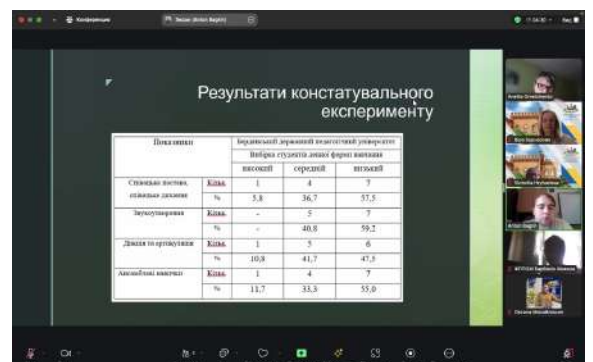 Конференция
Результати констатувального
експерименту
Показники
Бердянський державний педагогічний університет
Вибірка студентів денної форми навчання
високий середній низький
Співацька постава,
співацьке дихання
Кільк. 1 4 7
% 5,8 36,7 57,5
Звукоутворення Кільк. - 5 7
% - 40,8 59,2
Дикція та артикуляція Кільк. 1 5 6
% 10,8 41,7 47,5
Ансамблеві навички Кільк. 1 4 7
% 11,7 33,3 55,0